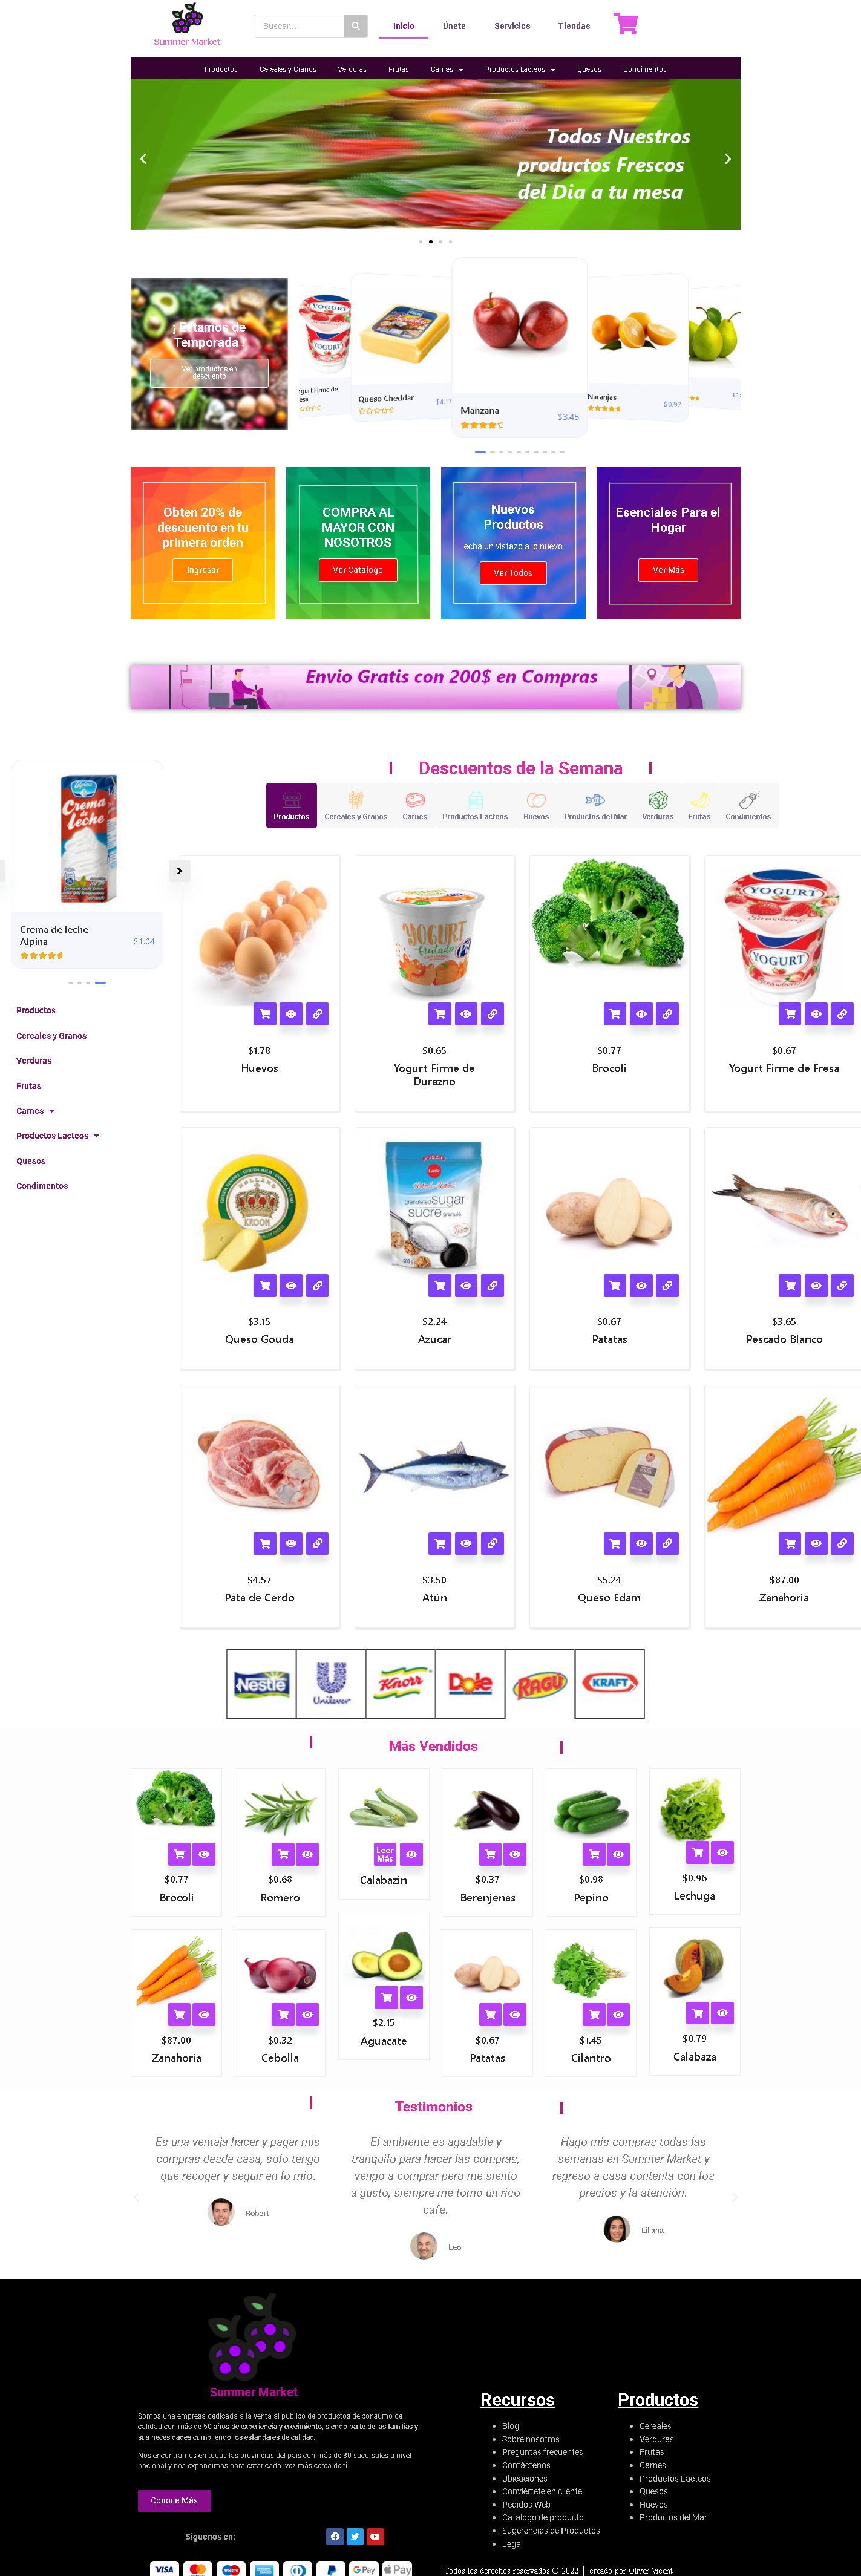 Summer Market
Buscar...
Inicio
Únete
Servicios
Tiendas
Productos
Cereales y Granos
Verduras
Frutas
Carnes
Productos Lacteos
Quesos
Condimentos
Todos Nuestros
productos Frescos
del Dia a tu mesa
¡ Estamos de
Temporada !
Ver productos en
descuento
YOGURT
Queso Cheddar
$4.17
Manzana
$3.45
Naranjas
$0.97
Obten 20% de
descuento en tu
primera orden
Ingresar
COMPRA AL
MAYOR CON
NOSOTROS
Ver Catalogo
Nuevos
Productos
echa un vistazo a lo nuevo
Ver Todos
Esenciales Para el
Hogar
Ver Más
Envio Gratis con 200$ en Compras
Crema de leche
Alpina
$1.04
Productos
Cereales y Granos
Verduras
Frutas
Carnes
Productos Lacteos
Quesos
Condimentos
Descuentos de la Semana
Productos
Cereales y Granos
Carnes
Productos Lacteos
Huevos
Productos del Mar
Verduras
Frutas
Condimentos
$1.78
Huevos
$0.65
Yogurt Firme de
Durazno
$0.77
Brocoli
$0.67
Yogurt Firme de Fresa
$3.15
Queso Gouda
$2.24
Azucar
$0.67
Patatas
$3.65
Pescado Blanco
$4.57
Pata de Cerdo
$3.50
Atún
$5.24
Queso Edam
$87.00
Zanahoria
Nestle
Unilever
Knorr
Dole
RAGÚ
KRAFT
Más Vendidos
$0.77
Brocoli
$0.68
Romero
Leer
Más
Calabazin
$0.37
Berenjenas
$0.98
Pepino
$0.96
Lechuga
$87.00
Zanahoria
$0.32
Cebolla
$2.15
Aguacate
$0.67
Patatas
$1.45
Cilantro
$0.79
Calabaza
Testimonios
Es una ventaja hacer y pagar mis
compras desde casa, solo tengo
que recoger y seguir en lo mio.
Robert
El ambiente es agadable y
tranquilo para hacer las compras,
vengo a comprar pero me siento
a gusto, siempre me tomo un rico
cafe.
Leo
Hago mis compras todas las
semanas en Summer Market y
regreso a casa contenta con los
precios y la atención.
Liliana
Summer Market
Somos una empresa dedicada a la venta al publico de productos de consumo de
calidad con más de 50 años de experiencia y crecimiento, siendo parte de las familias y
sus necesidades cumpliendo los estandares de calidad.
Nos encontramos en todas las provincias del pais con más de 30 sucursales a nivel
nacional y nos expandimos para estar cada vez más cerca de tí.
Conoce Más
Siguenos en:
VISA
PayPal
G Pay
Pay
Recursos
Blog
Sobre nosotros
Preguntas frecuentes
Contáctenos
Ubicaciones
Conviértete en cliente
Pedidos Web
Catalogo de producto
Sugerencias de Productos
Legal
Productos
Cereales
Verduras
Frutas
Carnes
Productos Lacteos
Quesos
Huevos
Produrtos del Mar
Todos los derechos reservados © 2022 | creado por Oliver Vicent